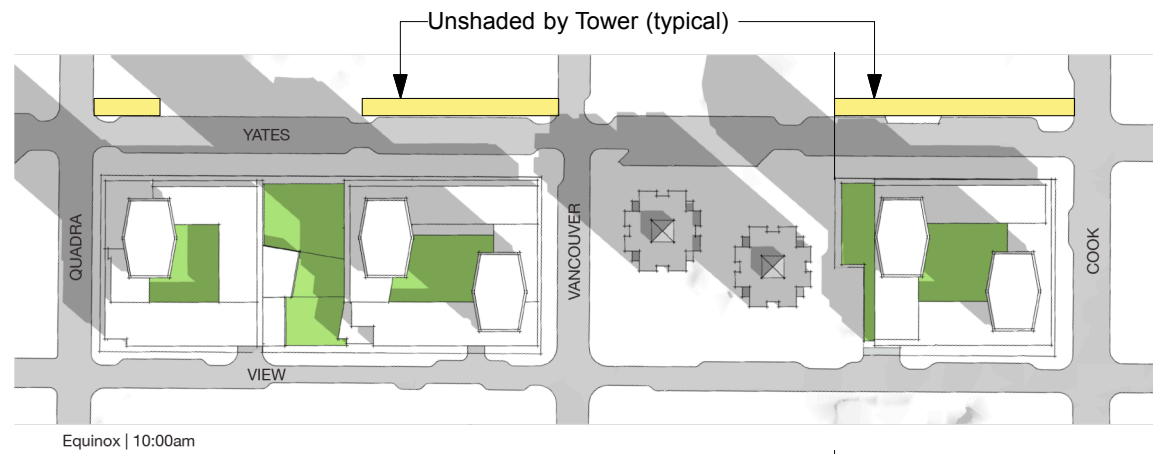 Unshaded by Tower (typical)
YATES
QUADRA
VANCOUVER
COOK
VIEW
Equinox | 10:00am